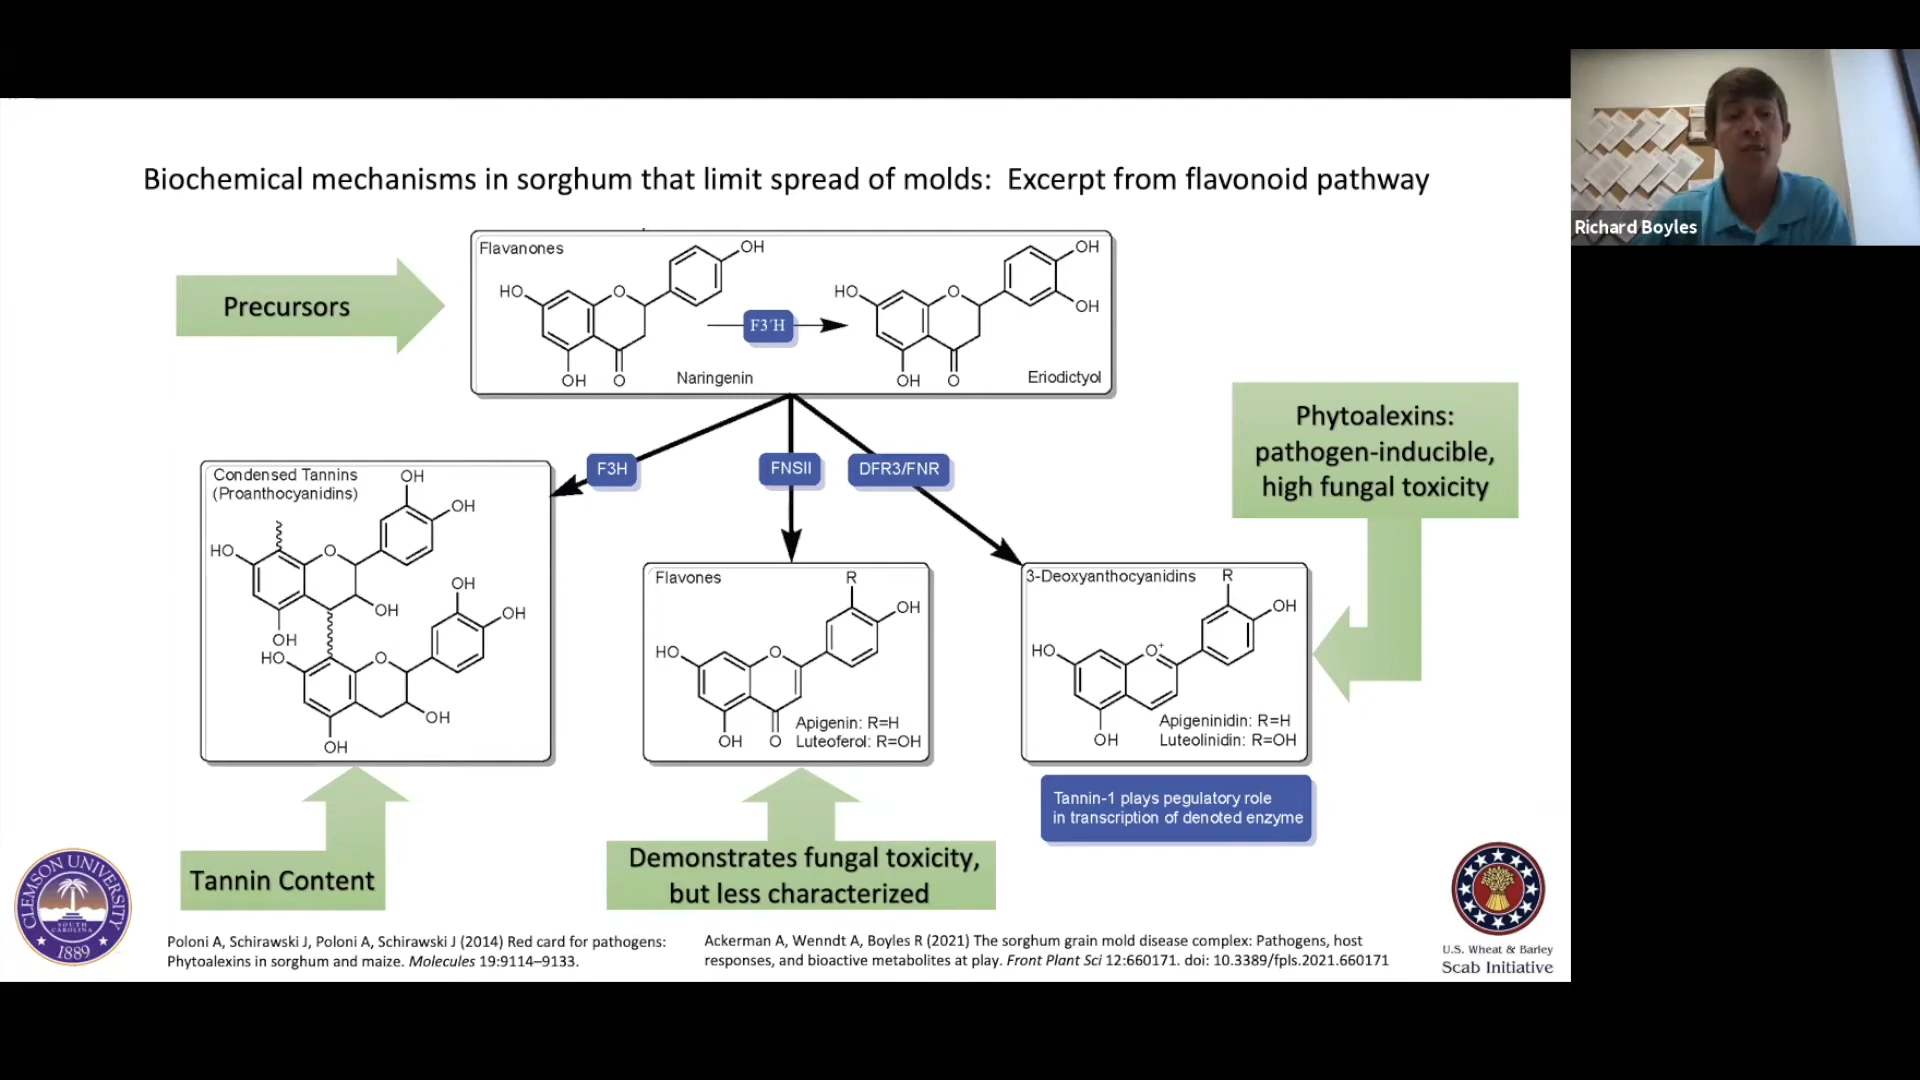 Biochemical mechanisms in sorghum that limit spread of molds: Excerpt from flavonoid pathway
Richard Boyles
Precursors
Flavanones
OH
HO
O
F3'H
OH
O
Naringenin
OH
HO
O
OH
OH
O
Eriodictyol
F3H
FNSII
DFR3/FNR
Phytoalexins:
pathogen-inducible,
high fungal toxicity
Condensed Tannins
(Proanthocyanidins)
OH
OH
HO
O
OH
OH
OH
OH
HO
O
OH
OH
Flavones
R
OH
HO
O
Apigenin: R=H
OH
O
Luteoferol: R=OH
3-Deoxyanthocyanidins
R
OH
HO
O+
Apigeninidin: R=H
OH
Luteolinidin: R=OH
Tannin-1 plays pegulatory role
in transcription of denoted enzyme
Tannin Content
Demonstrates fungal toxicity,
but less characterized
CLEMSON UNIVERSITY
SOUTH
CAROLINA
1889
Poloni A, Schirawski J, Poloni A, Schirawski J (2014) Red card for pathogens:
Phytoalexins in sorghum and maize. Molecules 19:9114–9133.
Ackerman A, Wenndt A, Boyles R (2021) The sorghum grain mold disease complex: Pathogens, host
responses, and bioactive metabolites at play. Front Plant Sci 12:660171. doi: 10.3389/fpls.2021.660171
U.S. Wheat & Barley
Scab Initiative